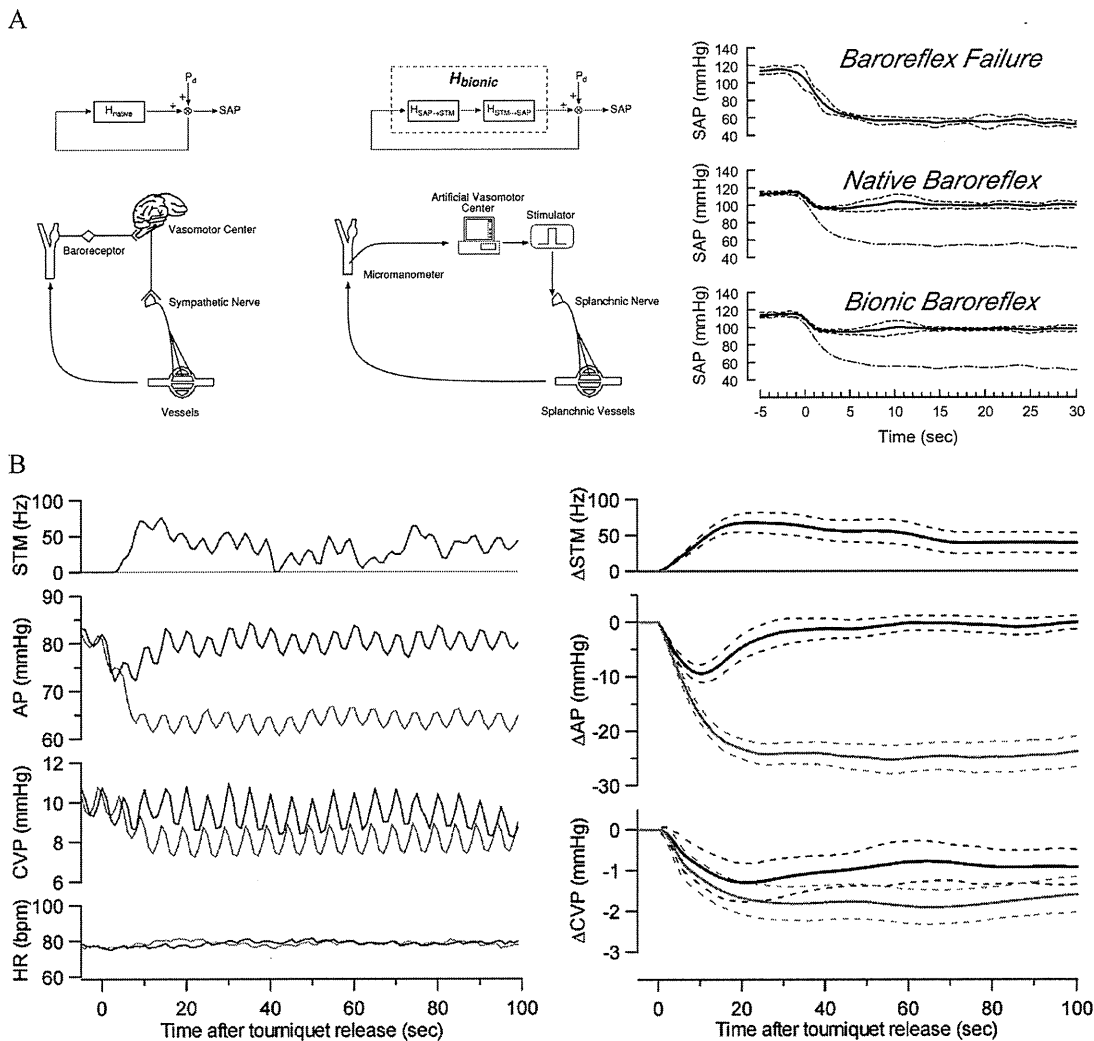 A
P_d
+
H_native
±
SAP
H_bionic
P_d
+
H_SAP→STM
H_STM→SAP
±
SAP
Baroreceptor
Vasomotor Center
Sympathetic Nerve
Vessels
Artificial Vasomotor
Center
Stimulator
Micromanometer
Splanchnic Nerve
Splanchnic Vessels
Baroreflex Failure
SAP (mmHg)
140
120
100
80
60
40
Native Baroreflex
SAP (mmHg)
140
120
100
80
60
40
Bionic Baroreflex
SAP (mmHg)
140
120
100
80
60
40
-5 0 5 10 15 20 25 30
Time (sec)
B
STM (Hz)
100
50
0
AP (mmHg)
90
80
70
60
CVP (mmHg)
12
10
8
6
HR (bpm)
100
80
60
0 20 40 60 80 100
Time after tourniquet release (sec)
ΔSTM (Hz)
100
50
0
ΔAP (mmHg)
0
-10
-20
-30
ΔCVP (mmHg)
0
-1
-2
-3
0 20 40 60 80 100
Time after tourniquet release (sec)